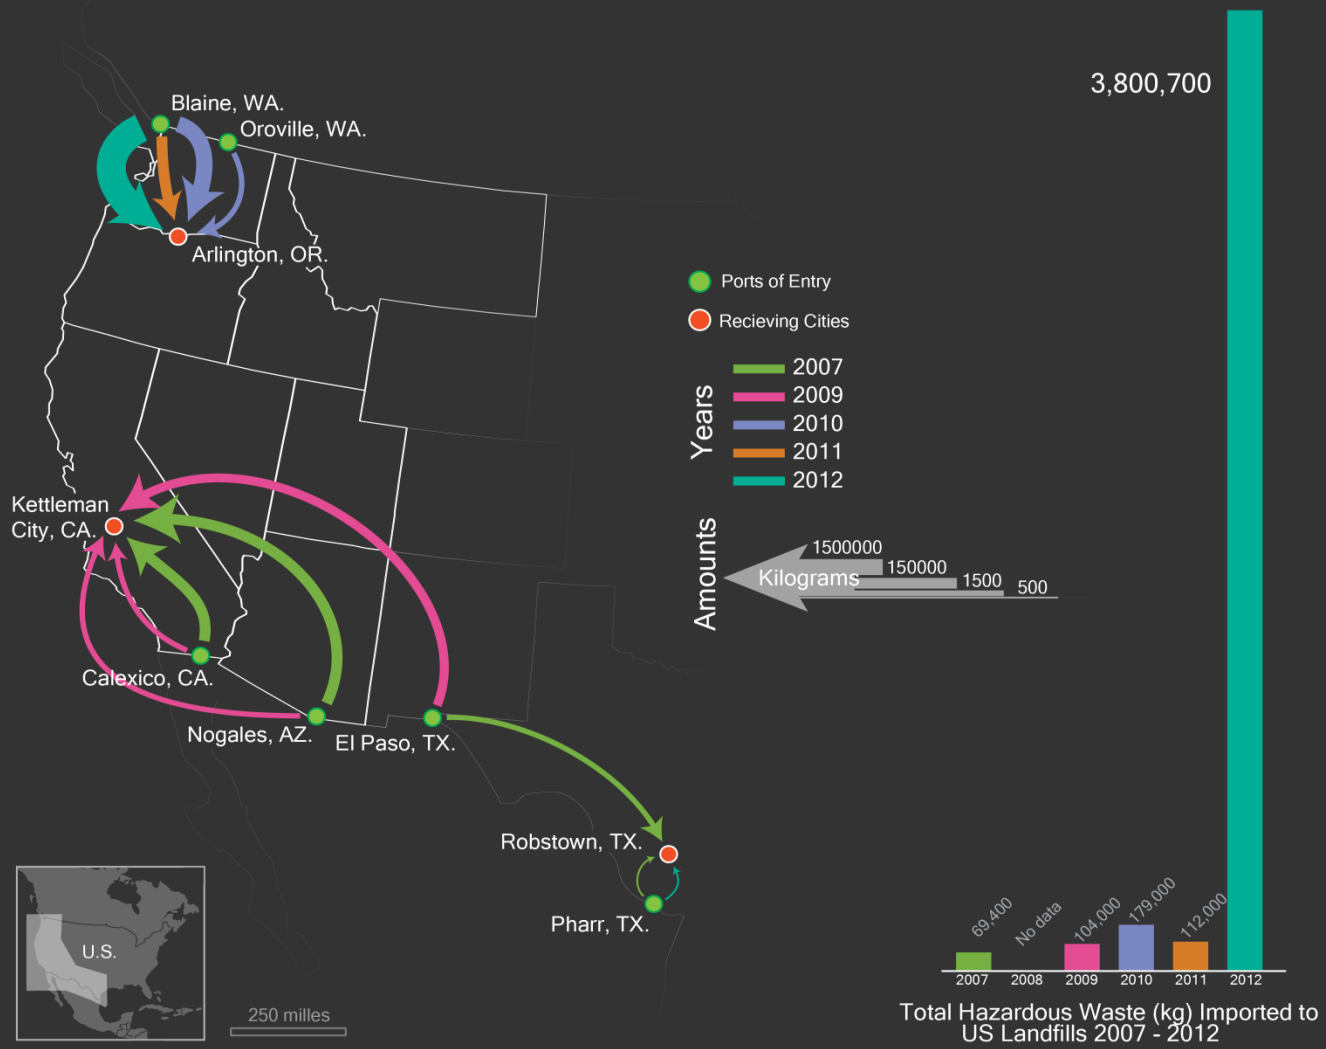 3,800,700
Blaine, WA.
Oroville, WA.
Arlington, OR.
Ports of Entry
Recieving Cities
Years
2007
2009
2010
2011
2012
Kettleman
City, CA.
Amounts
1500000
150000
1500
500
Kilograms
Calexico, CA.
Nogales, AZ.
El Paso, TX.
Robstown, TX.
Pharr, TX.
U.S.
250 milles
69,400
No data
104,000
179,000
112,000
2007
2008
2009
2010
2011
2012
Total Hazardous Waste (kg) Imported to
US Landfills 2007 - 2012